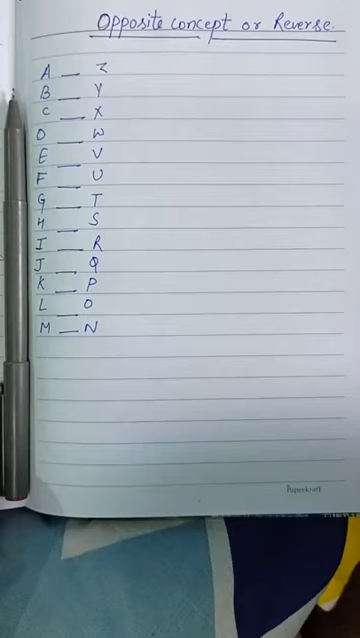 Opposite concept or Reverse.
A — Z
B — Y
C — X
D — W
E — V
F — U
G — T
H — S
I — R
J — Q
K — P
L — O
M — N
Paperkraft